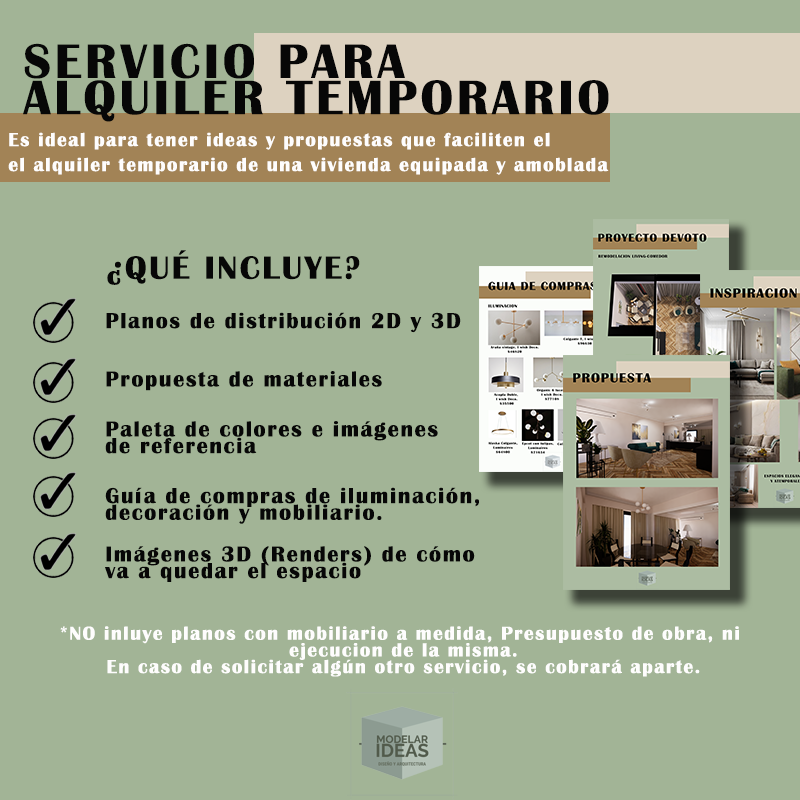 SERVICIO PARA
ALQUILER TEMPORARIO
Es ideal para tener ideas y propuestas que faciliten el
el alquiler temporario de una vivienda equipada y amoblada
¿QUÉ INCLUYE?
Planos de distribución 2D y 3D
Propuesta de materiales
Paleta de colores e imágenes
de referencia
Guía de compras de iluminación,
decoración y mobiliario.
Imágenes 3D (Renders) de cómo
va a quedar el espacio
PROYECTO DEVOTO
REMODELACION LIVING-COMEDOR
GUIA DE COMPRAS
ILUMINACION
INSPIRACION
PROPUESTA
*NO inluye planos con mobiliario a medida, Presupuesto de obra, ni
ejecucion de la misma.
En caso de solicitar algún otro servicio, se cobrará aparte.
MODELAR
IDEAS
DISEÑO Y ARQUITECTURA